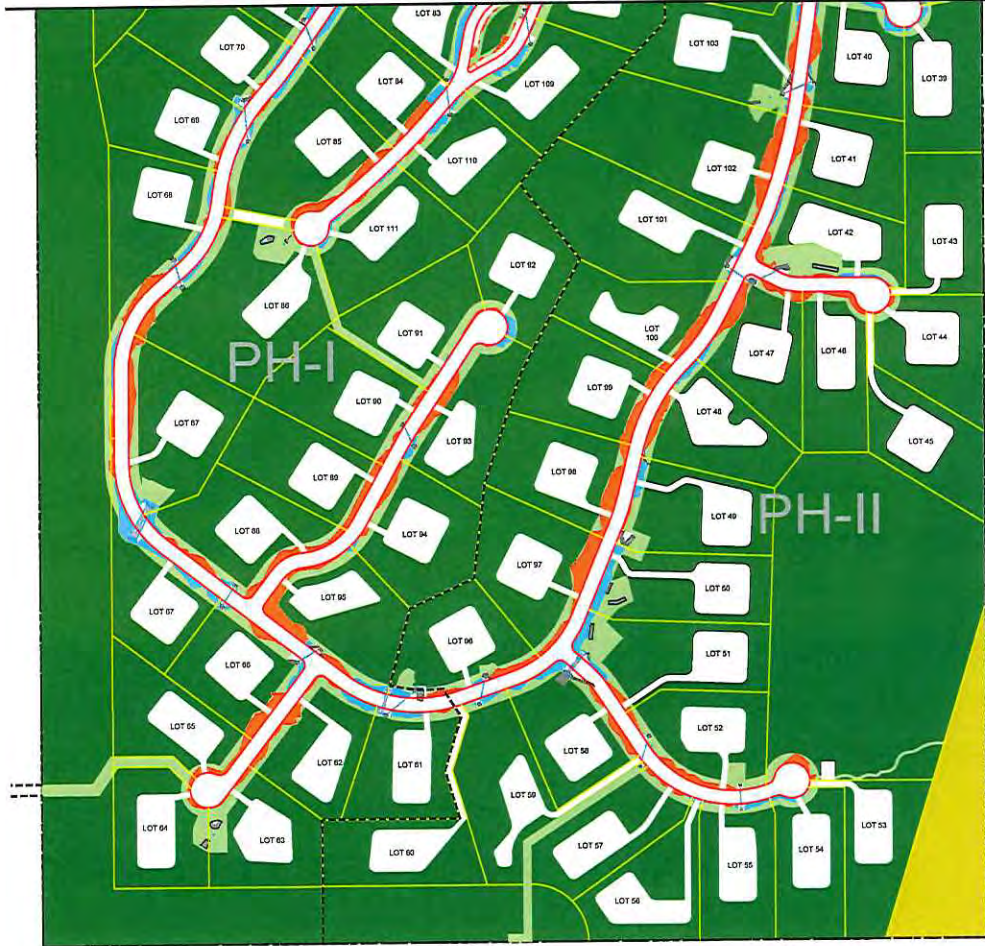 LOT 83
LOT 70
LOT 103
LOT 40
LOT 39
LOT 84
LOT 109
LOT 69
LOT 85
LOT 110
LOT 41
LOT 102
LOT 68
LOT 111
LOT 101
LOT 42
LOT 43
LOT 86
LOT 92
LOT 91
LOT
100
LOT 47
LOT 46
LOT 44
PH-I
LOT 90
LOT 99
LOT 48
LOT 67
LOT 93
LOT 45
LOT 89
LOT 98
LOT 49
PH-II
LOT 88
LOT 94
LOT 97
LOT 95
LOT 50
LOT 67
LOT 96
LOT 51
LOT 66
LOT 65
LOT 52
LOT 58
LOT 62
LOT 61
LOT 59
LOT 64
LOT 63
LOT 60
LOT 57
LOT 55
LOT 54
LOT 53
LOT 56